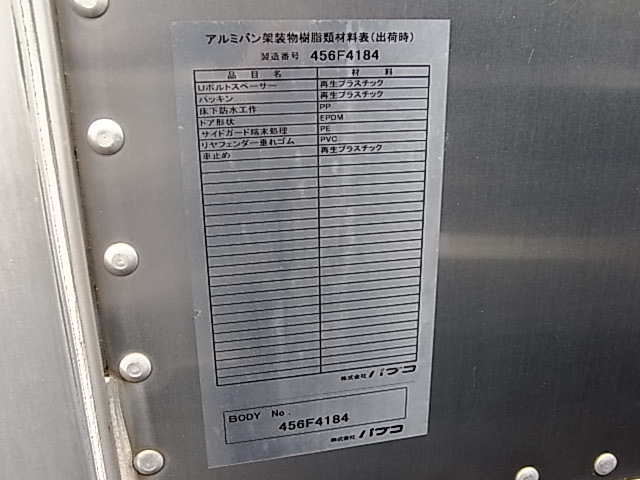 アルミバン架装物樹脂類材料表(出荷時)
製造番号 456F4184
品目名 材料
Uボルトスペーサー 再生プラスチック
パッキン 再生プラスチック
床下防水工作 PP
ドア形状 EPDM
サイドガード端末処理 PE
リヤフェンダー垂れゴム PVC
車止め 再生プラスチック
株式会社 パブコ
BODY No. 456F4184
株式会社 パブコ